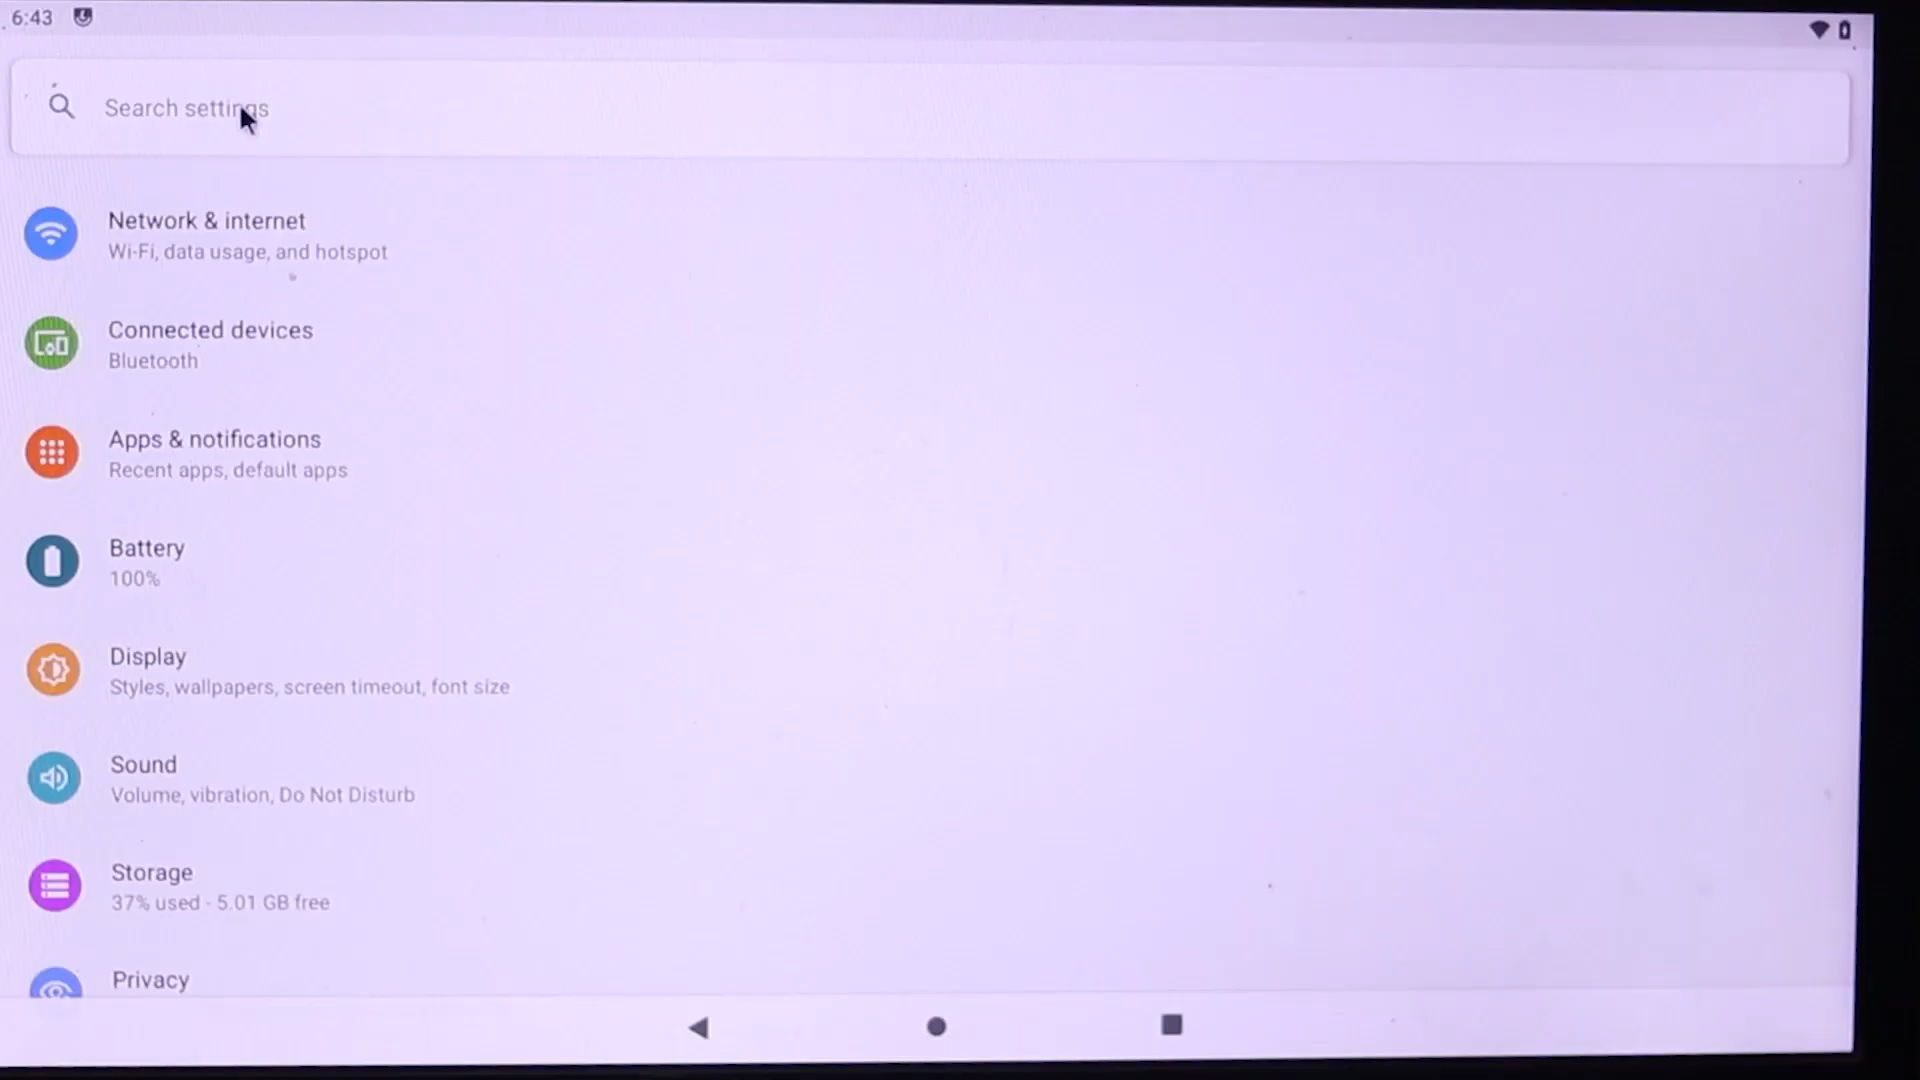 6:43
Search settings
Network & internet
Wi-Fi, data usage, and hotspot
Connected devices
Bluetooth
Apps & notifications
Recent apps, default apps
Battery
100%
Display
Styles, wallpapers, screen timeout, font size
Sound
Volume, vibration, Do Not Disturb
Storage
37% used - 5.01 GB free
Privacy